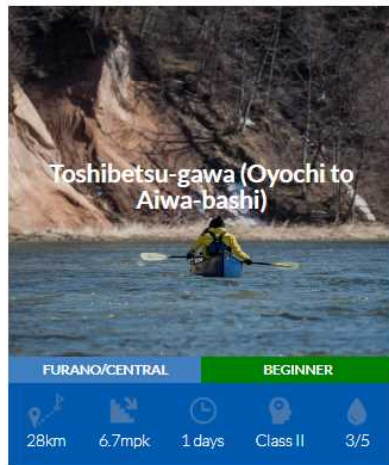 Toshibetsu-gawa (Oyochi to
Aiwa-bashi)
FURANO/CENTRAL
BEGINNER
28km
6.7mpk
1 days
Class II
3/5